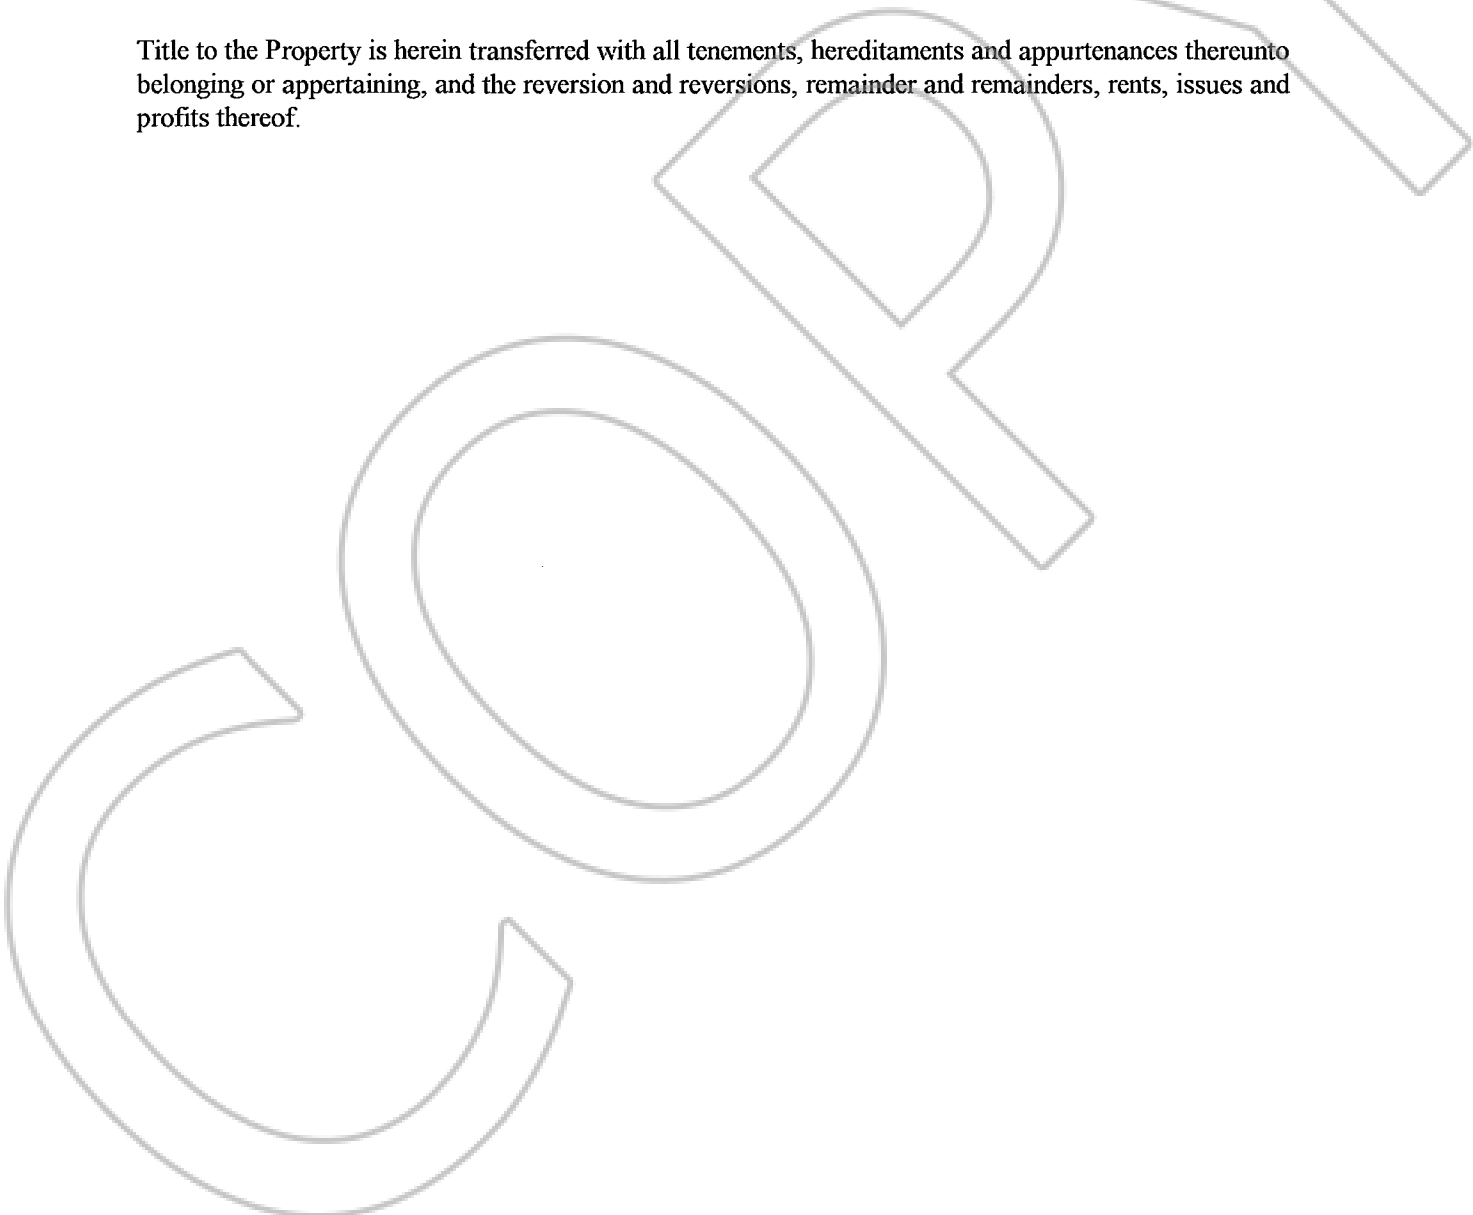 Title to the Property is herein transferred with all tenements, hereditaments and appurtenances thereunto
belonging or appertaining, and the reversion and reversions, remainder and remainders, rents, issues and
profits thereof.
COPY